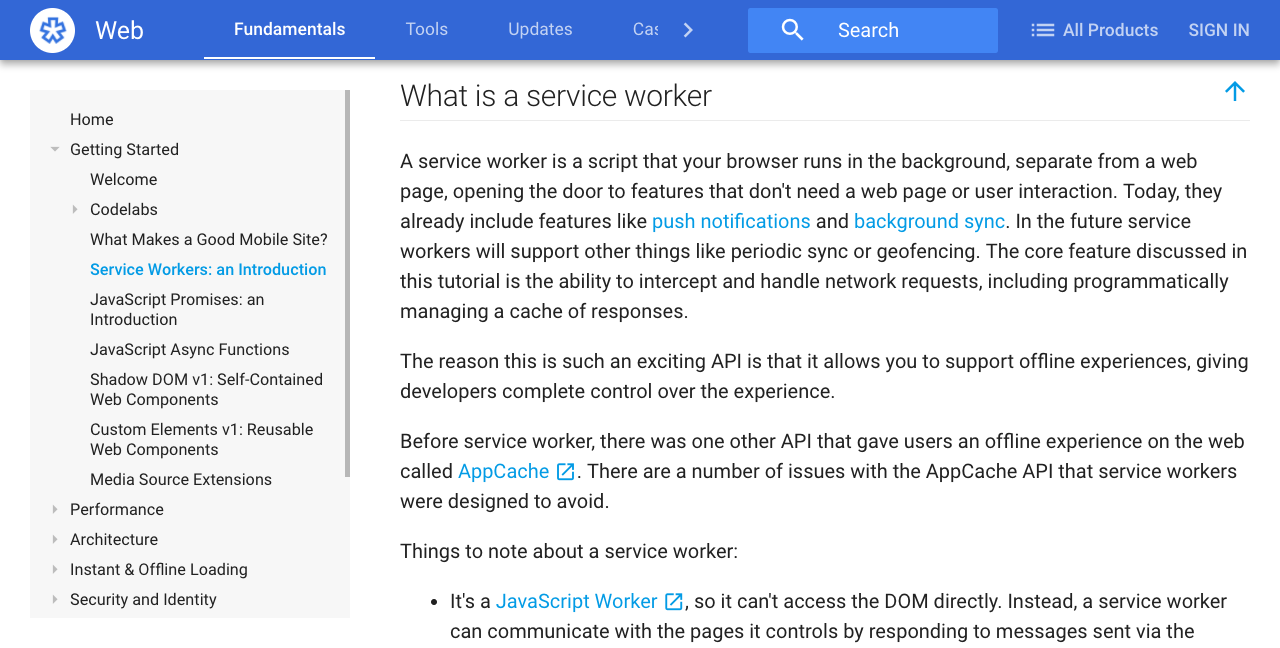 Web
Fundamentals
Tools
Updates
Cas
Search
All Products
SIGN IN
Home
Getting Started
Welcome
Codelabs
What Makes a Good Mobile Site?
Service Workers: an Introduction
JavaScript Promises: an
Introduction
JavaScript Async Functions
Shadow DOM v1: Self-Contained
Web Components
Custom Elements v1: Reusable
Web Components
Media Source Extensions
Performance
Architecture
Instant & Offline Loading
Security and Identity
What is a service worker
A service worker is a script that your browser runs in the background, separate from a web
page, opening the door to features that don't need a web page or user interaction. Today, they
already include features like push notifications and background sync. In the future service
workers will support other things like periodic sync or geofencing. The core feature discussed in
this tutorial is the ability to intercept and handle network requests, including programmatically
managing a cache of responses.
The reason this is such an exciting API is that it allows you to support offline experiences, giving
developers complete control over the experience.
Before service worker, there was one other API that gave users an offline experience on the web
called AppCache. There are a number of issues with the AppCache API that service workers
were designed to avoid.
Things to note about a service worker:
• It's a JavaScript Worker, so it can't access the DOM directly. Instead, a service worker
can communicate with the pages it controls by responding to messages sent via the